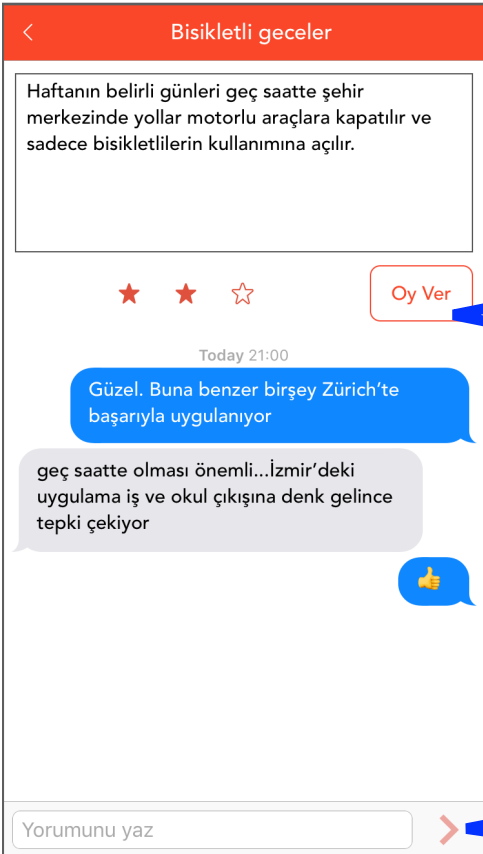 Bisikletli geceler
Haftanın belirli günleri geç saatte şehir
merkezinde yollar motorlu araçlara kapatılır ve
sadece bisikletlilerin kullanımına açılır.
Oy Ver
Today 21:00
Güzel. Buna benzer birşey Zürich’te
başarıyla uygulanıyor
geç saatte olması önemli...İzmir’deki
uygulama iş ve okul çıkışına denk gelince
tepki çekiyor
👍
Yorumunu yaz